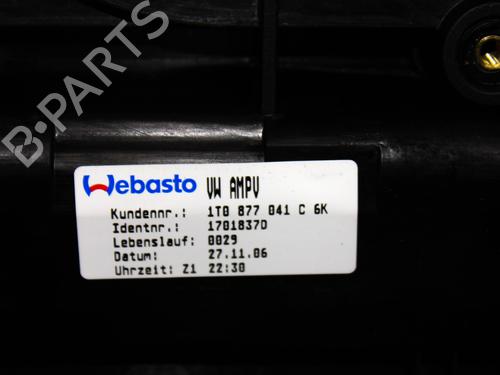 B-PARTS
Webasto VW AMPV
Kundennr.: 1T0 877 041 C 6K
Identnr.: 1701837D
Lebenslauf: 0029
Datum: 27.11.06
Uhrzeit: Z1 22:30